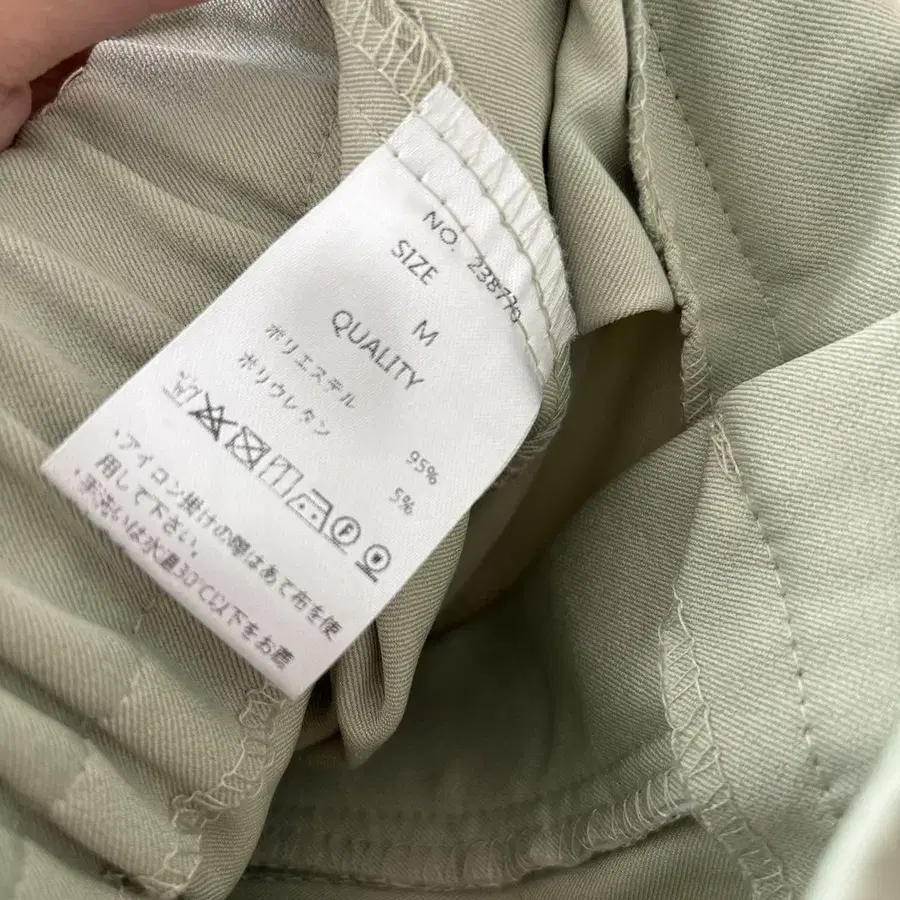 NO. 238770
SIZE
M
QUALITY
ポリエステル 95%
ポリウレタン 5%
F W
・アイロン掛けの際はあて布を使
用して下さい。
・手洗いは水温30℃以下をお薦